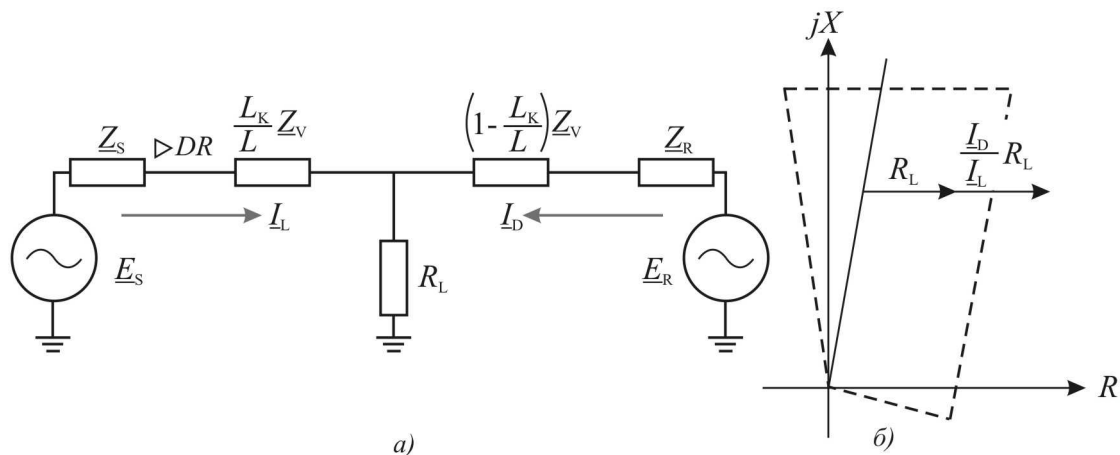 jX
Z_S
▷DR
L_K/L Z_V
(1 - L_K/L) Z_V
Z_R
I_L
I_D
E_S
R_L
E_R
R_L
I_D/I_L R_L
R
а)
б)